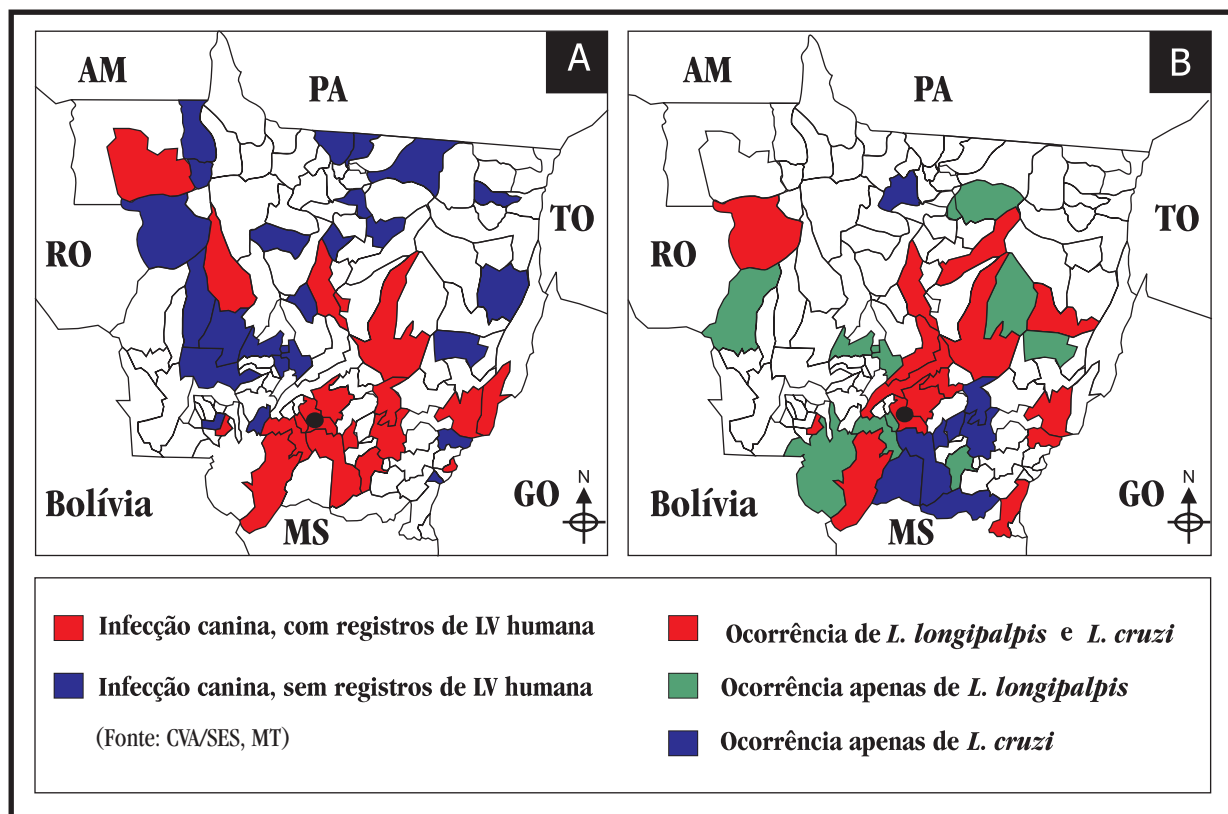 A
AM
PA
RO
TO
Bolívia
GO
N
MS
B
AM
PA
RO
TO
Bolívia
GO
N
MS
Infecção canina, com registros de LV humana
Infecção canina, sem registros de LV humana
(Fonte: CVA/SES, MT)
Ocorrência de L. longipalpis e L. cruzi
Ocorrência apenas de L. longipalpis
Ocorrência apenas de L. cruzi